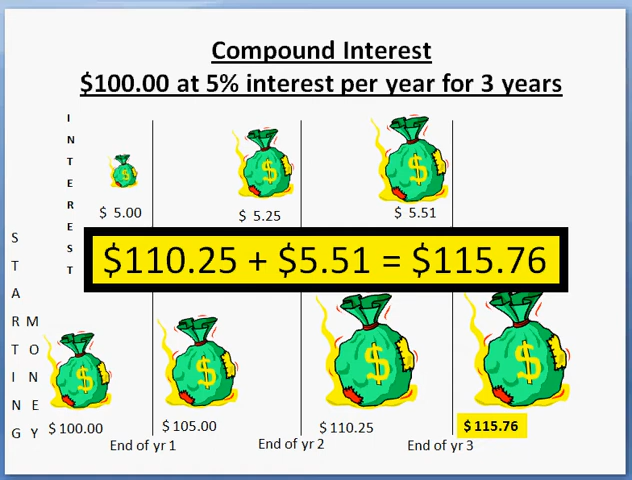 Compound Interest
$100.00 at 5% interest per year for 3 years
INTEREST
$ 5.00
$ 5.25
$ 5.51
$110.25 + $5.51 = $115.76
STARTING
MONEY
$
$
$
$
$
$
$
$ 100.00
$ 105.00
$ 110.25
$ 115.76
End of yr 1
End of yr 2
End of yr 3